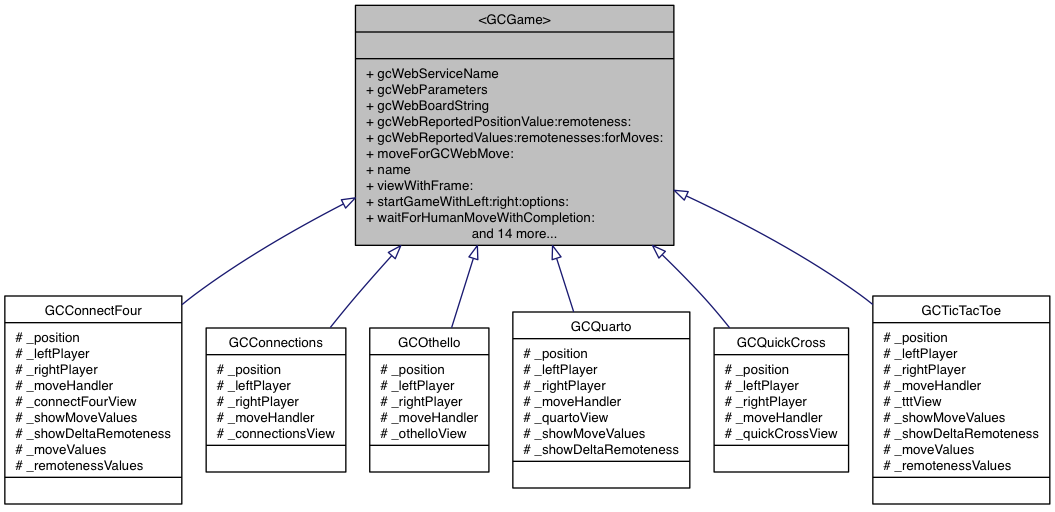 <GCGame>
+ gcWebServiceName
+ gcWebParameters
+ gcWebBoardString
+ gcWebReportedPositionValue:remoteness:
+ gcWebReportedValues:remotenesses:forMoves:
+ moveForGCWebMove:
+ name
+ viewWithFrame:
+ startGameWithLeft:right:options:
+ waitForHumanMoveWithCompletion:
and 14 more...
GCConnectFour
# _position
# _leftPlayer
# _rightPlayer
# _moveHandler
# _connectFourView
# _showMoveValues
# _showDeltaRemoteness
# _moveValues
# _remotenessValues
GCConnections
# _position
# _leftPlayer
# _rightPlayer
# _moveHandler
# _connectionsView
GCOthello
# _position
# _leftPlayer
# _rightPlayer
# _moveHandler
# _othelloView
GCQuarto
# _position
# _leftPlayer
# _rightPlayer
# _moveHandler
# _quartoView
# _showMoveValues
# _showDeltaRemoteness
GCQuickCross
# _position
# _leftPlayer
# _rightPlayer
# _moveHandler
# _quickCrossView
GCTicTacToe
# _position
# _leftPlayer
# _rightPlayer
# _moveHandler
# _tttView
# _showMoveValues
# _showDeltaRemoteness
# _moveValues
# _remotenessValues